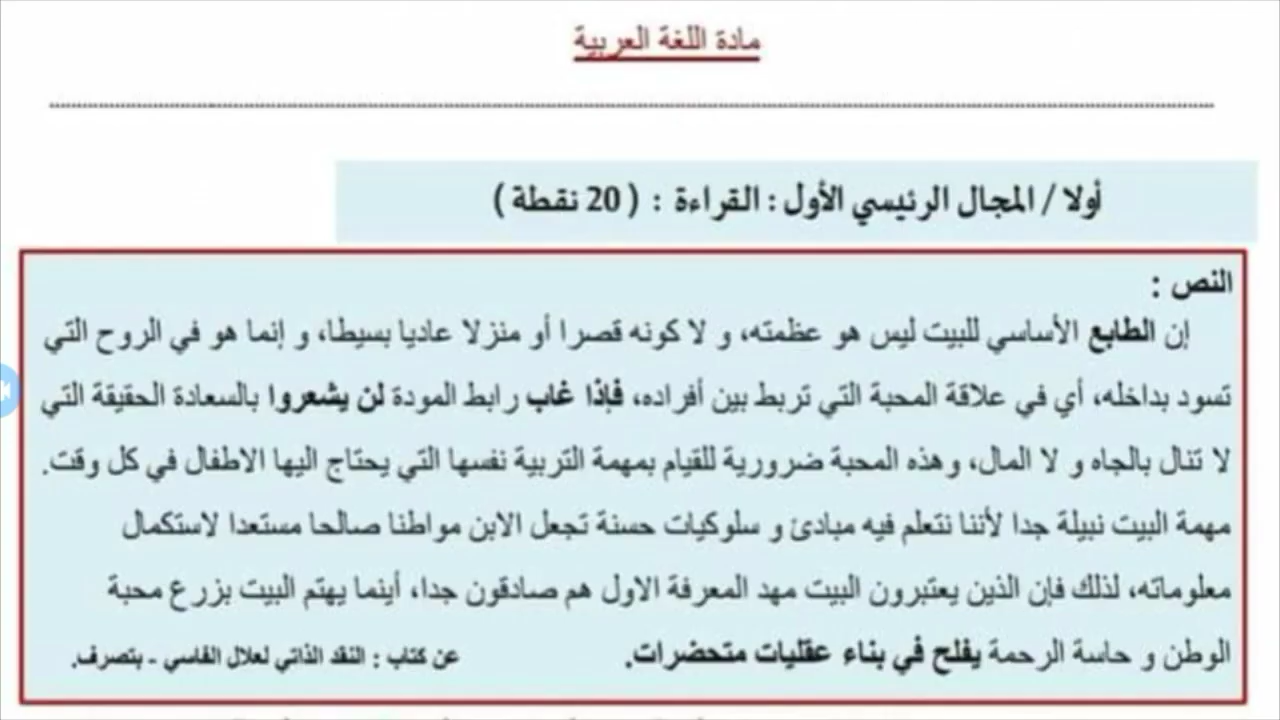 مادة اللغة العربية
أولا / المجال الرئيسي الأول : القراءة : ( 20 نقطة )
النص :
إن الطابع الأساسي للبيت ليس هو عظمته، و لا كونه قصرا أو منزلا عاديا بسيطا، و إنما هو في الروح التي
تسود بداخله، أي في علاقة المحبة التي تربط بين أفراده، فإذا غاب رابط المودة لن يشعروا بالسعادة الحقيقة التي
لا تنال بالجاه و لا المال، وهذه المحبة ضرورية للقيام بمهمة التربية نفسها التي يحتاج اليها الاطفال في كل وقت.
مهمة البيت نبيلة جدا لأننا نتعلم فيه مبادئ و سلوكيات حسنة تجعل الابن مواطنا صالحا مستعدا لاستكمال
معلوماته، لذلك فإن الذين يعتبرون البيت مهد المعرفة الاول هم صادقون جدا، أينما يهتم البيت بزرع محبة
الوطن و حاسة الرحمة يفلح في بناء عقليات متحضرات. عن كتاب : النقد الذاتي لعلال الفاسي - بتصرف.